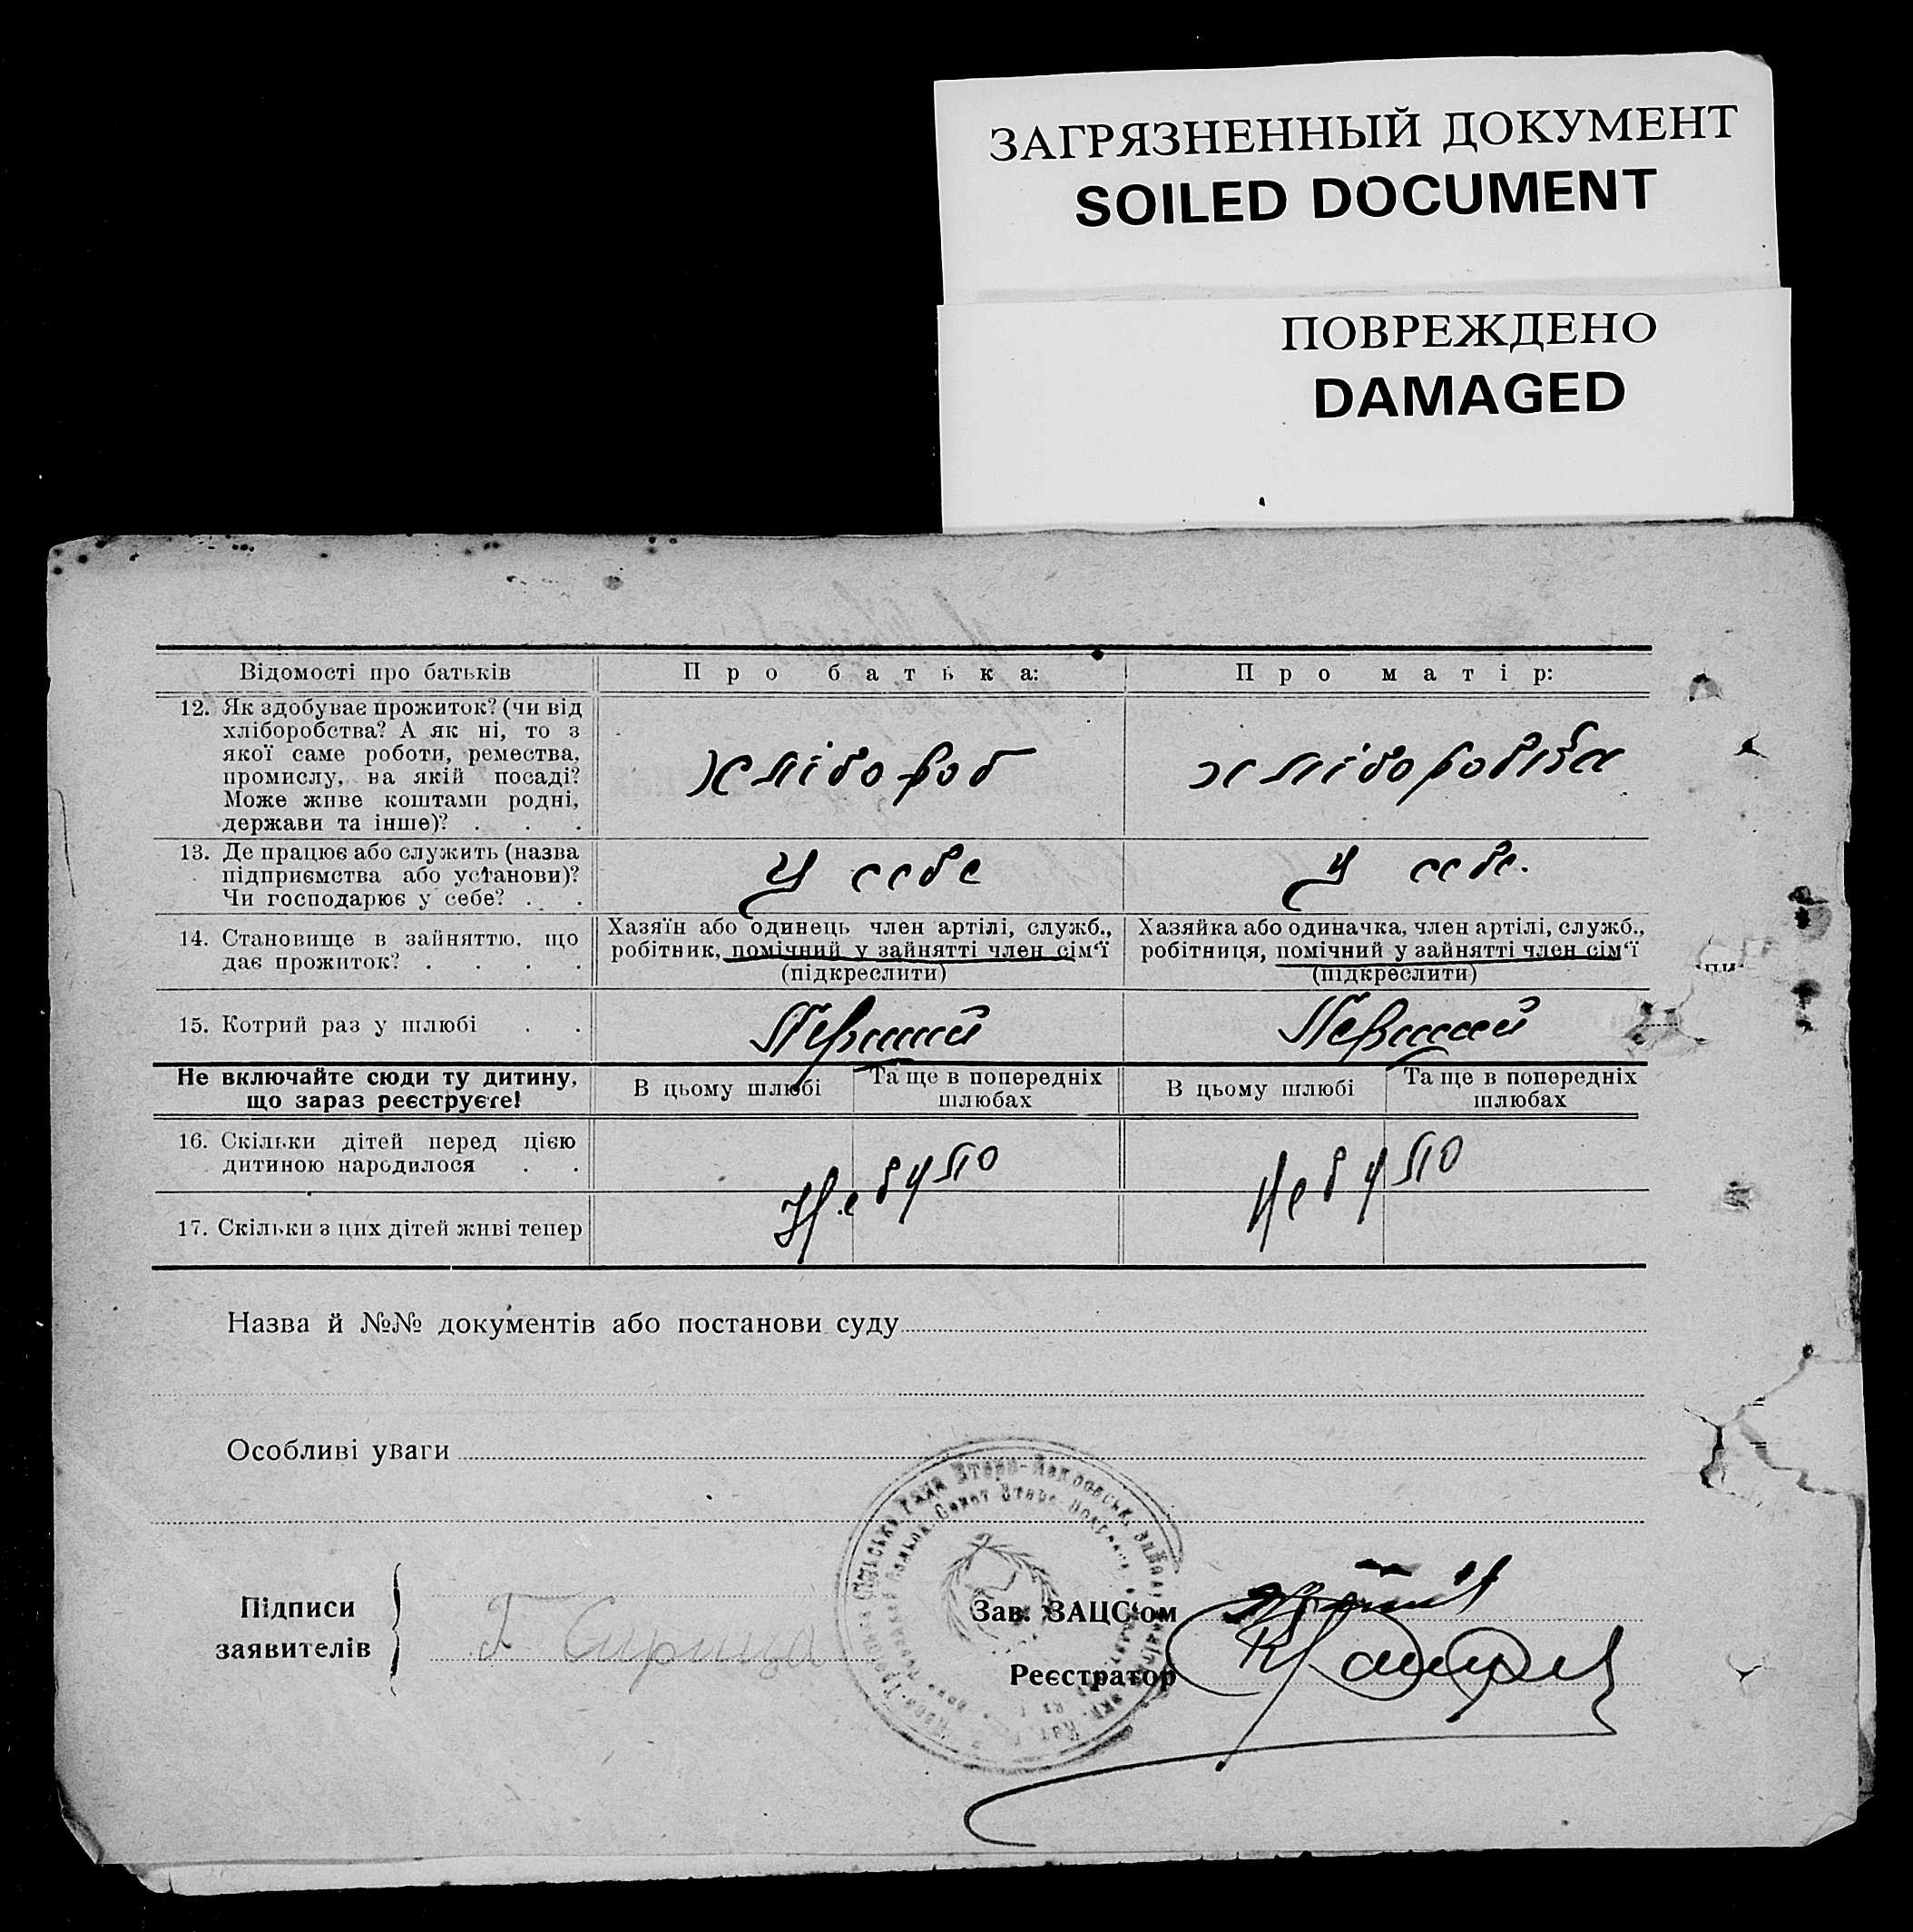 ЗАГРЯЗНЕННЫЙ ДОКУМЕНТ
SOILED DOCUMENT
ПОВРЕЖДЕНО
DAMAGED
Відомості про батьків
Про батька:
Про матір:
12. Як здобуває прожиток? (чи від
хліборобства? А як ні, то з
якої саме роботи, ремества,
промислу, на якій посаді?
Може живе коштами родні,
держави та інше)? . . .
хлібороб
хліборобка
13. Де працює або служить (назва
підприємства або установи)?
Чи господарює у себе? . .
у себе
у себе.
14. Становище в зайняттю, що
дає прожиток? . . . .
Хазяїн або одинець член артілі, служб.,
робітник, помічний у зайнятті член сім‘ї
(підкреслити)
Хазяйка або одиначка, член артілі, служб.,
робітниця, помічний у зайнятті член сім‘ї
(підкреслити)
15. Котрий раз у шлюбі . .
Перший
Перший
Не включайте сюди ту дитину,
що зараз реєструєте!
В цьому шлюбі
Та ще в попередніх
шлюбах
В цьому шлюбі
Та ще в попередніх
шлюбах
16. Скільки дітей перед цією
дитиною народилося . .
Не було
Не було
17. Скільки з цих дітей живі тепер
Назва й №№ документів або постанови суду
Особливі уваги
Підписи
заявителів
Г Сириця
Зав. ЗАЦС‘ом
Реєстратор